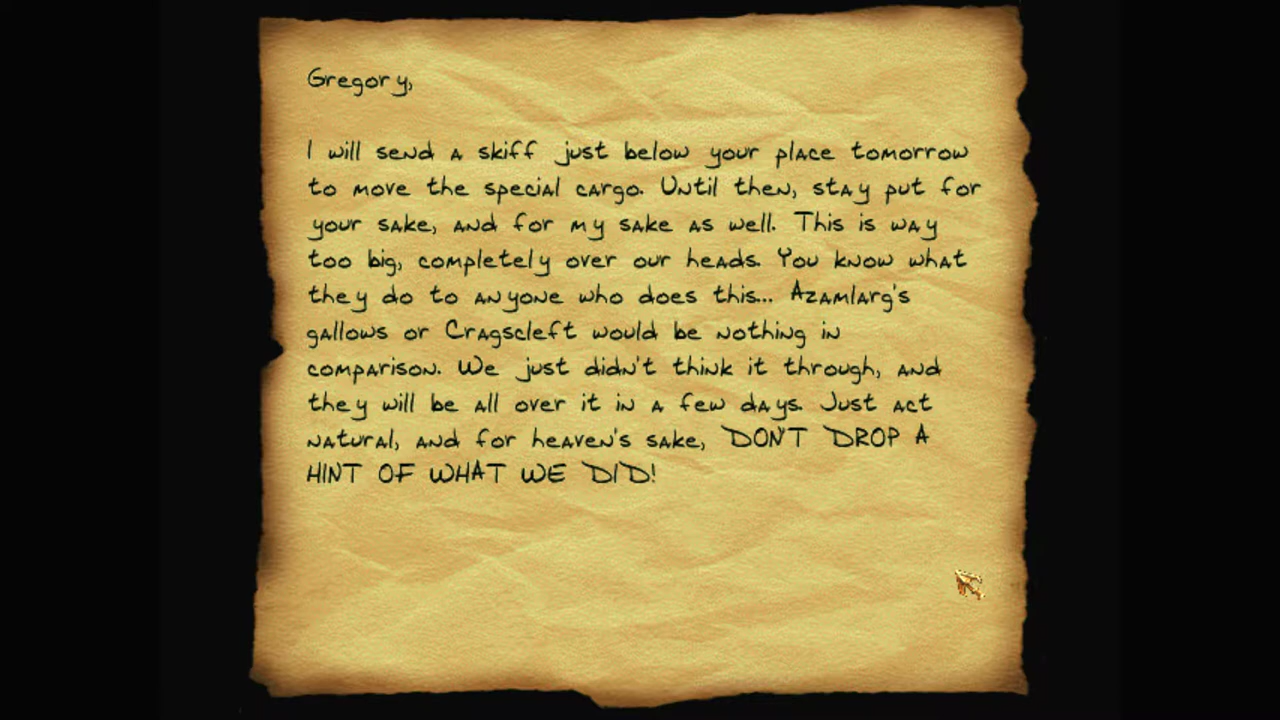 Gregory,
I will send a skiff just below your place tomorrow
to move the special cargo. Until then, stay put for
your sake, and for my sake as well. This is way
too big, completely over our heads. You know what
they do to anyone who does this... Azamlarg's
gallows or Cragscleft would be nothing in
comparison. We just didn't think it through, and
they will be all over it in a few days. Just act
natural, and for heaven's sake, DON'T DROP A
HINT OF WHAT WE DID!